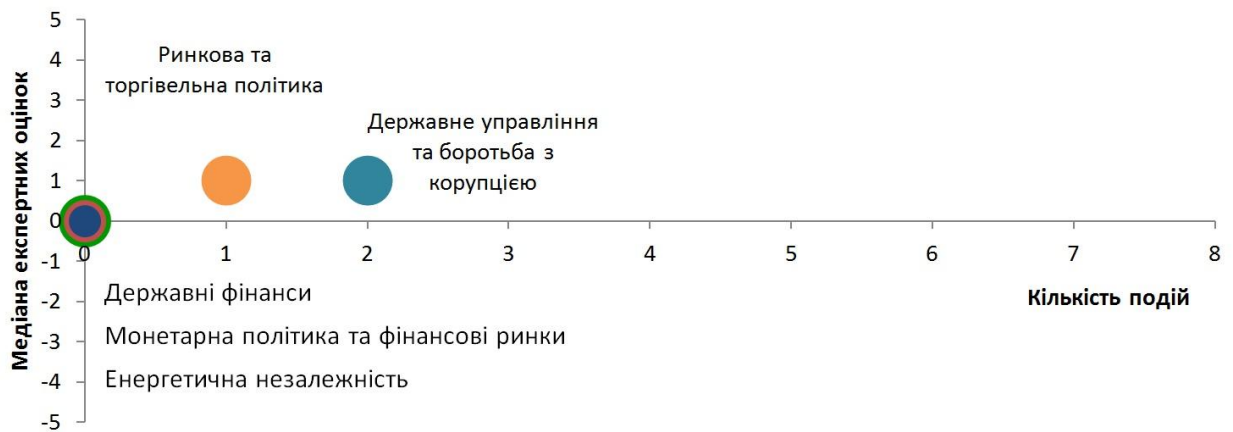 5
4
3
2
1
0
-1
-2
-3
-4
-5
Медіана експертних оцінок
Ринкова та
торгівельна політика
Державне управління
та боротьба з
корупцією
0 1 2 3 4 5 6 7 8
Кількість подій
Державні фінанси
Монетарна політика та фінансові ринки
Енергетична незалежність